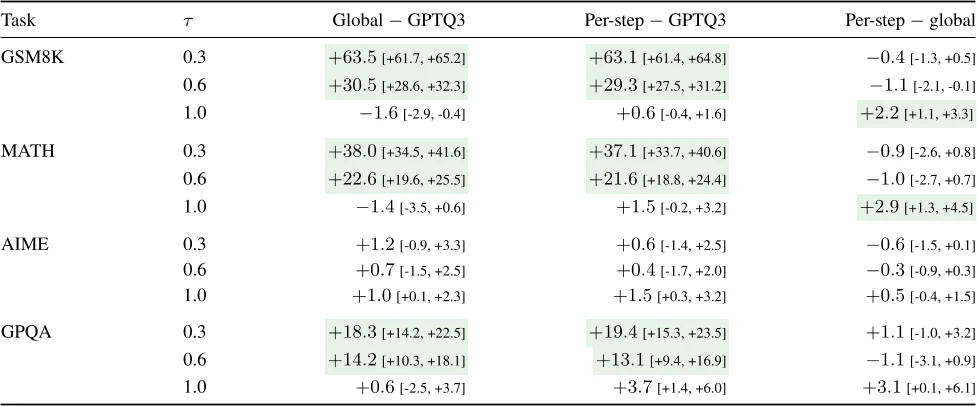 Task τ Global − GPTQ3 Per-step − GPTQ3 Per-step − global
GSM8K 0.3 +63.5 [+61.7, +65.2] +63.1 [+61.4, +64.8] −0.4 [-1.3, +0.5]
0.6 +30.5 [+28.6, +32.3] +29.3 [+27.5, +31.2] −1.1 [-2.1, -0.1]
1.0 −1.6 [-2.9, -0.4] +0.6 [-0.4, +1.6] +2.2 [+1.1, +3.3]
MATH 0.3 +38.0 [+34.5, +41.6] +37.1 [+33.7, +40.6] −0.9 [-2.6, +0.8]
0.6 +22.6 [+19.6, +25.5] +21.6 [+18.8, +24.4] −1.0 [-2.7, +0.7]
1.0 −1.4 [-3.5, +0.6] +1.5 [-0.2, +3.2] +2.9 [+1.3, +4.5]
AIME 0.3 +1.2 [-0.9, +3.3] +0.6 [-1.4, +2.5] −0.6 [-1.5, +0.1]
0.6 +0.7 [-1.5, +2.5] +0.4 [-1.7, +2.0] −0.3 [-0.9, +0.3]
1.0 +1.0 [+0.1, +2.3] +1.5 [+0.3, +3.2] +0.5 [-0.4, +1.5]
GPQA 0.3 +18.3 [+14.2, +22.5] +19.4 [+15.3, +23.5] +1.1 [-1.0, +3.2]
0.6 +14.2 [+10.3, +18.1] +13.1 [+9.4, +16.9] −1.1 [-3.1, +0.9]
1.0 +0.6 [-2.5, +3.7] +3.7 [+1.4, +6.0] +3.1 [+0.1, +6.1]